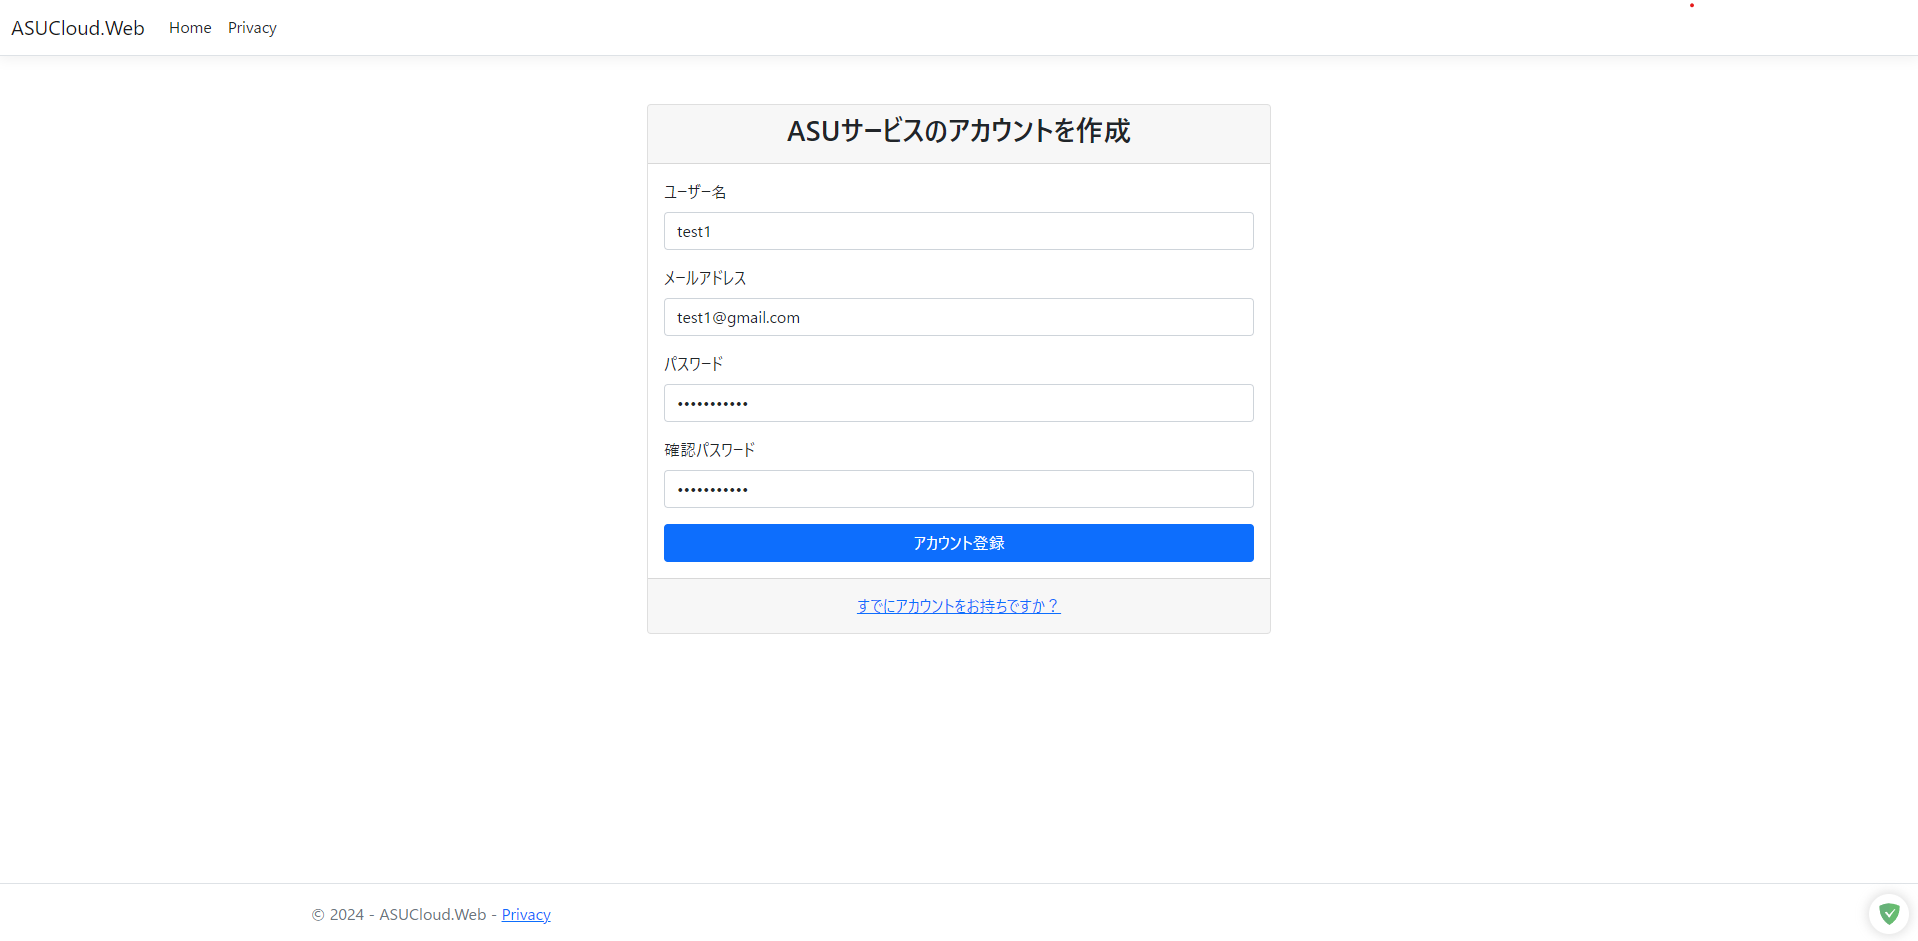 ASUCloud.Web Home Privacy
ASUサービスのアカウントを作成
ユーザー名
test1
メールアドレス
test1@gmail.com
パスワード
•••••••••••
確認パスワード
•••••••••••
アカウント登録
すでにアカウントをお持ちですか？
© 2024 - ASUCloud.Web - Privacy